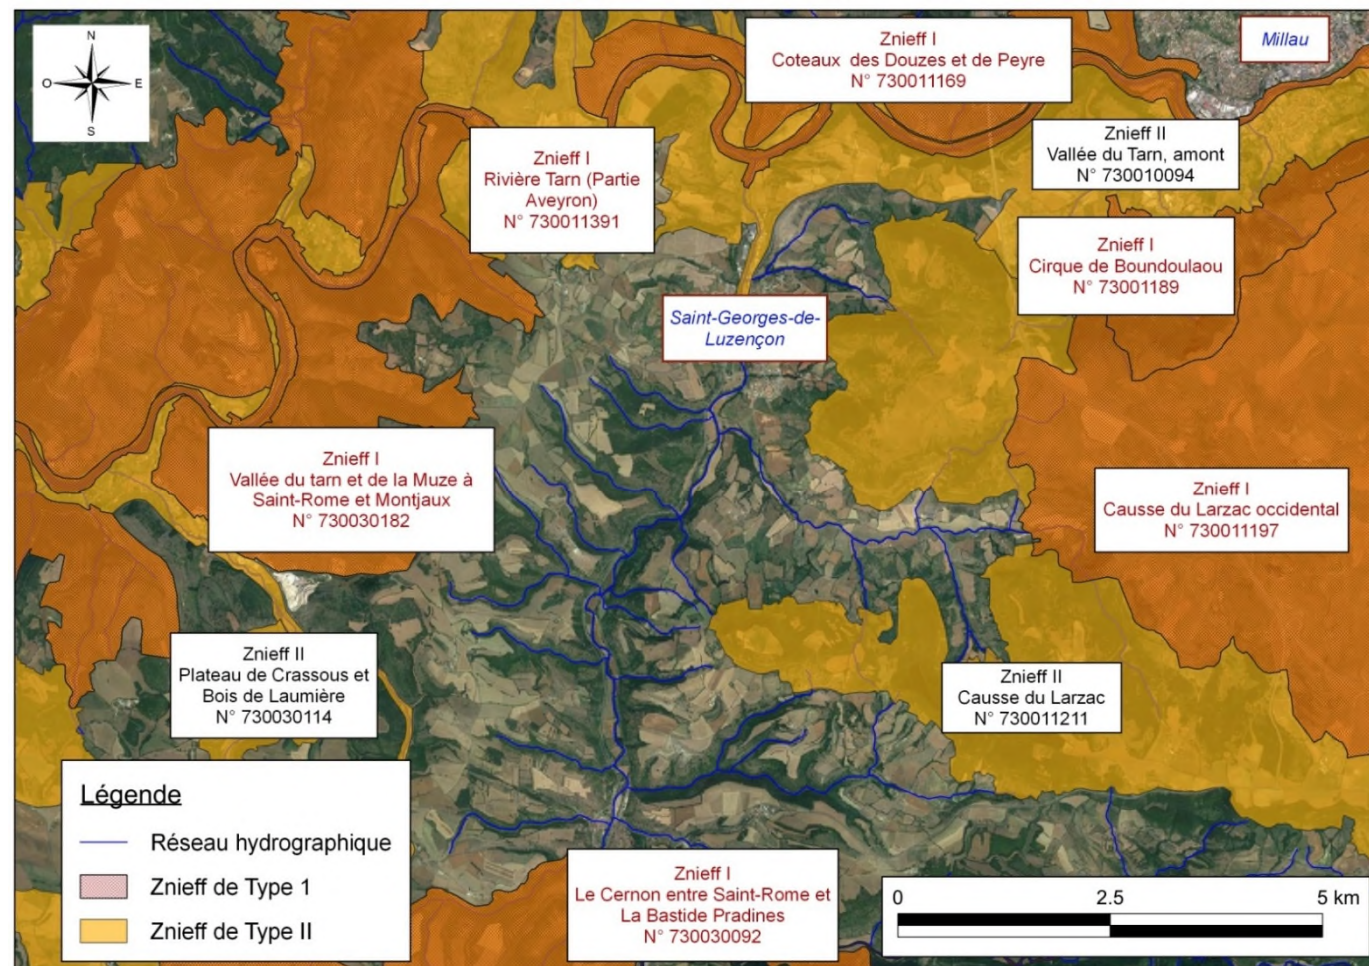 N
O
E
S
Znieff I
Coteaux des Douzes et de Peyre
N° 730011169
Millau
Znieff I
Rivière Tarn (Partie
Aveyron)
N° 730011391
Znieff II
Vallée du Tarn, amont
N° 730010094
Znieff I
Cirque de Boundoulaou
N° 73001189
Saint-Georges-de-
Luzençon
Znieff I
Vallée du tarn et de la Muze à
Saint-Rome et Montjaux
N° 730030182
Znieff I
Causse du Larzac occidental
N° 730011197
Znieff II
Plateau de Crassous et
Bois de Laumière
N° 730030114
Znieff II
Causse du Larzac
N° 730011211
Légende
Réseau hydrographique
Znieff de Type 1
Znieff de Type II
Znieff I
Le Cernon entre Saint-Rome et
La Bastide Pradines
N° 730030092
0 2.5 5 km